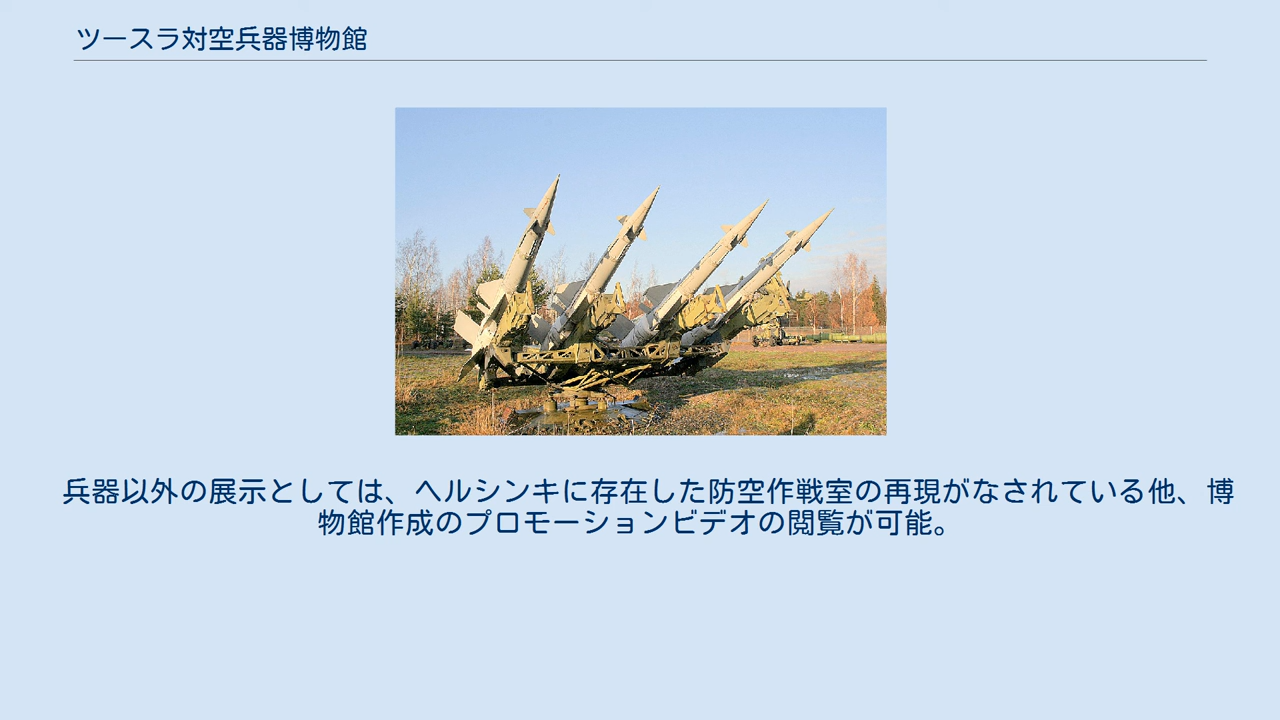 ツースラ対空兵器博物館
兵器以外の展示としては、ヘルシンキに存在した防空作戦室の再現がなされている他、博
物館作成のプロモーションビデオの閲覧が可能。